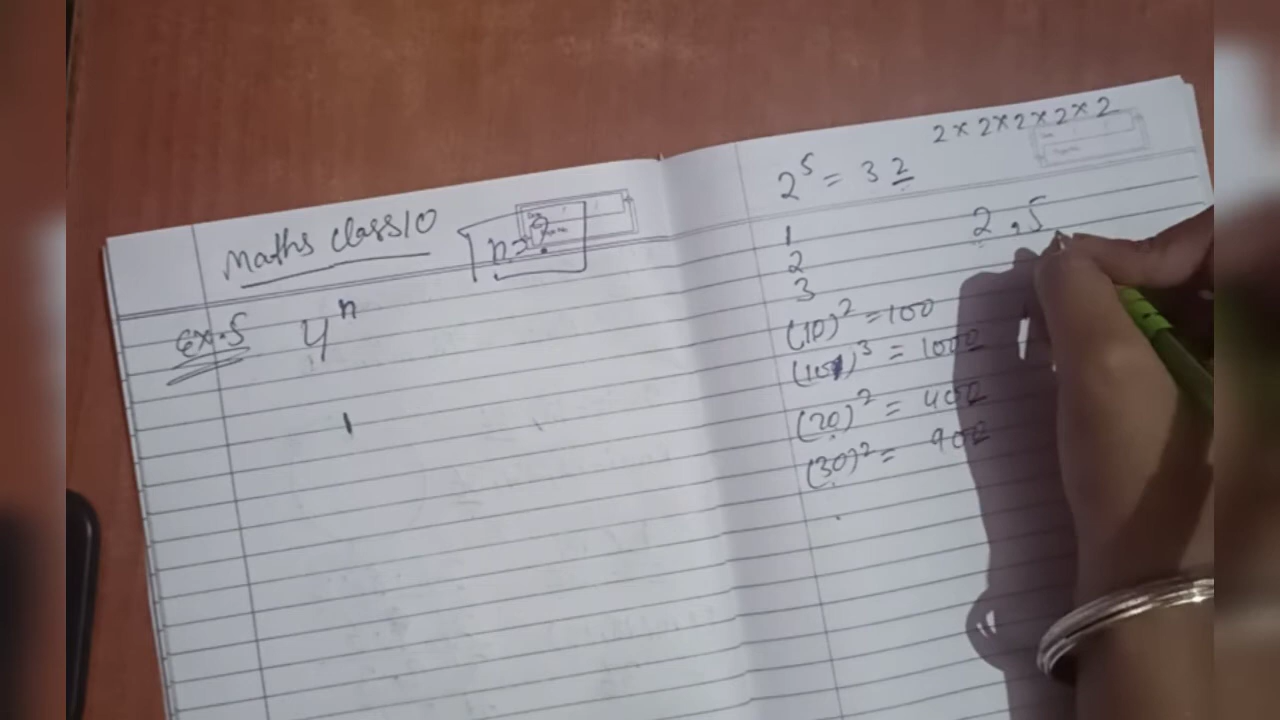 Maths class 10
n=?
Ex.5
4ⁿ
1
2×2×2×2×2
2⁵ = 32
2,5
1
2
3
(10)² = 100
(10)³ = 1000
(20)² = 400
(30)² = 900